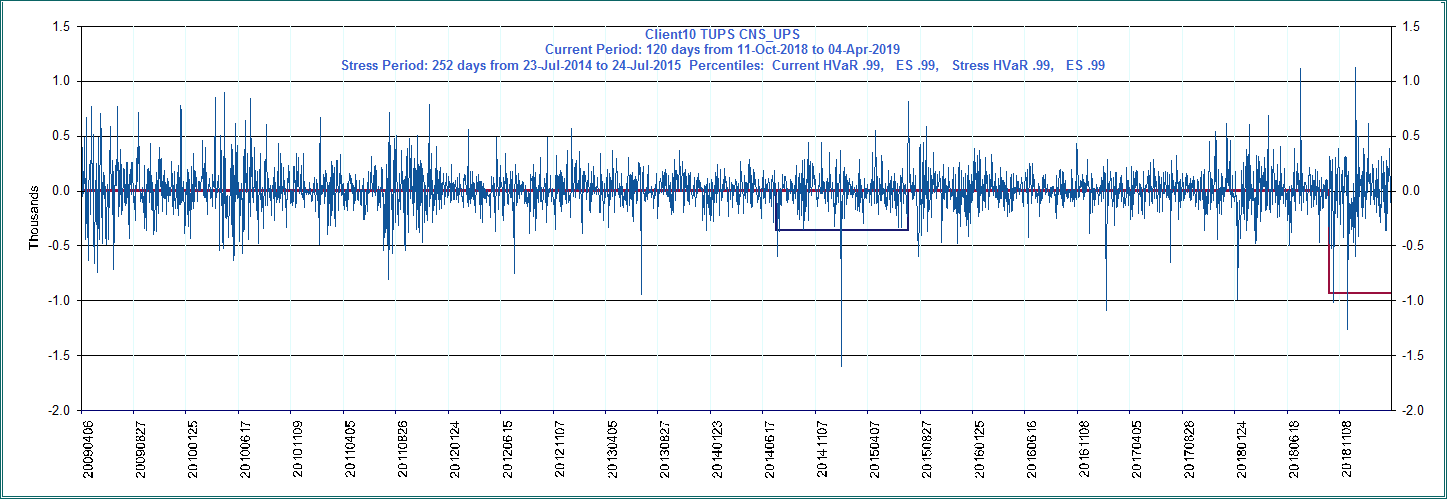 Client10 TUPS CNS_UPS
Current Period: 120 days from 11-Oct-2018 to 04-Apr-2019
Stress Period: 252 days from 23-Jul-2014 to 24-Jul-2015 Percentiles: Current HVaR .99, ES .99, Stress HVaR .99, ES .99
1.5 1.5
1.0 1.0
0.5 0.5
0.0 0.0
-0.5 -0.5
-1.0 -1.0
-1.5 -1.5
-2.0 -2.0
Thousands
20090406 20090827 20100125 20100617 20101109 20110405 20110826 20120124 20120615 20121107 20130405 20130827 20140123 20140617 20141107 20150407 20150827 20160125 20160616 20161108 20170405 20170828 20180124 20180618 20181108